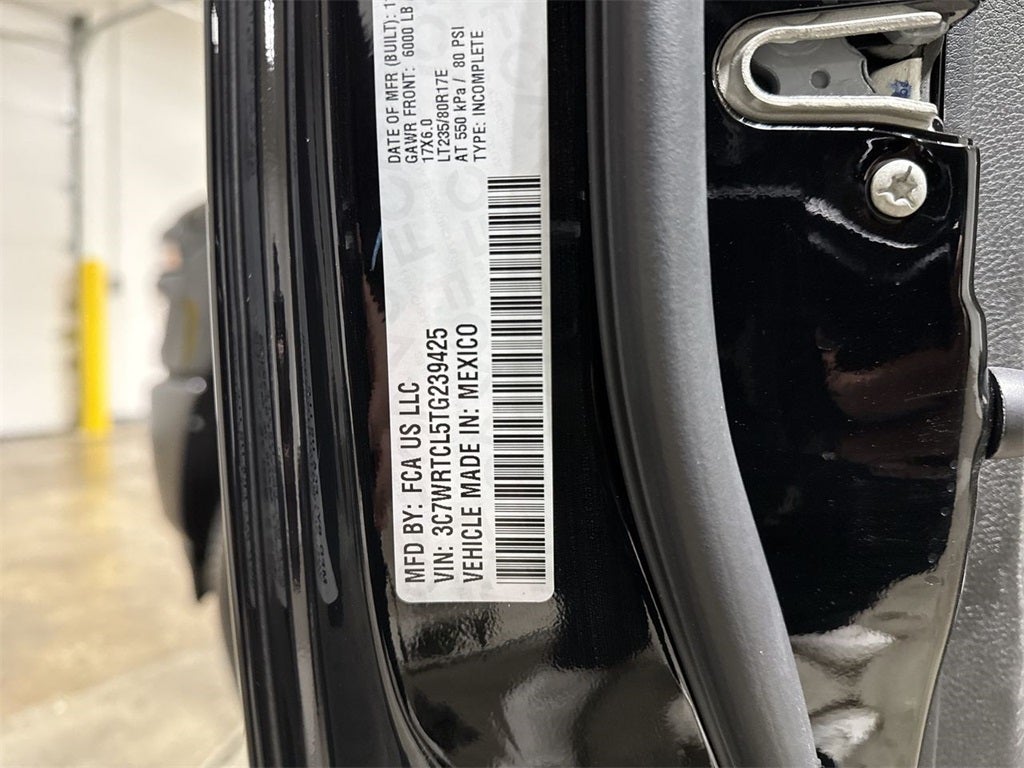 MFD BY: FCA US LLC
VIN: 3C7WRTCL5TG239425
VEHICLE MADE IN: MEXICO
DATE OF MFR (BUILT):
GAWR FRONT: 6000 LB
17X6.0
LT235/80R17E
AT 550 kPa / 80 PSI
TYPE: INCOMPLETE